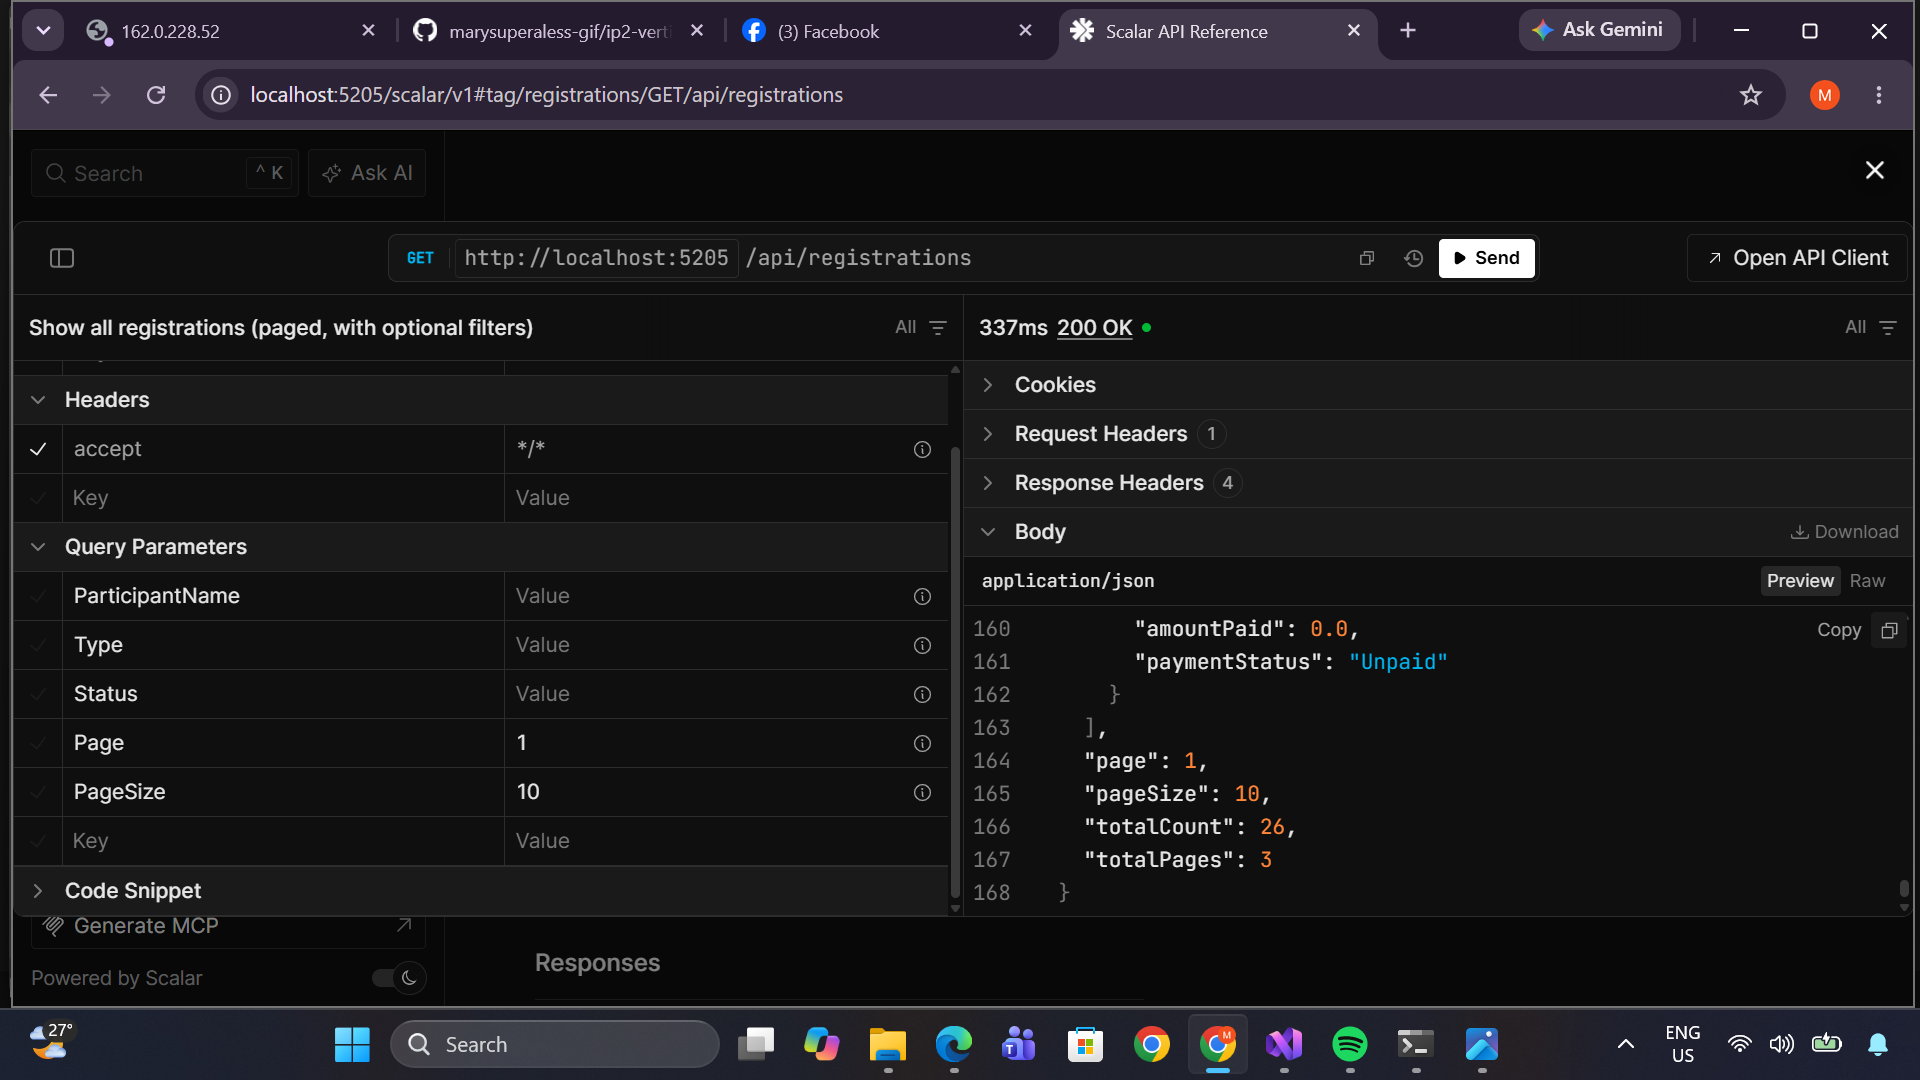 162.0.228.52
marysuperaless-gif/ip2-verti
(3) Facebook
Scalar API Reference
Ask Gemini
localhost:5205/scalar/v1#tag/registrations/GET/api/registrations
M
Search
^ K
Ask AI
GET http://localhost:5205 /api/registrations
Send
Open API Client
Show all registrations (paged, with optional filters)
All
337ms 200 OK
All
Headers
accept */*
Key Value
Query Parameters
ParticipantName Value
Type Value
Status Value
Page 1
PageSize 10
Key Value
Code Snippet
Cookies
Request Headers 1
Response Headers 4
Body
Download
application/json
Preview Raw
Copy
160 "amountPaid": 0.0,
161 "paymentStatus": "Unpaid"
162 }
163 ],
164 "page": 1,
165 "pageSize": 10,
166 "totalCount": 26,
167 "totalPages": 3
168 }
Generate MCP
Powered by Scalar
Responses
27°
Search
ENG
US